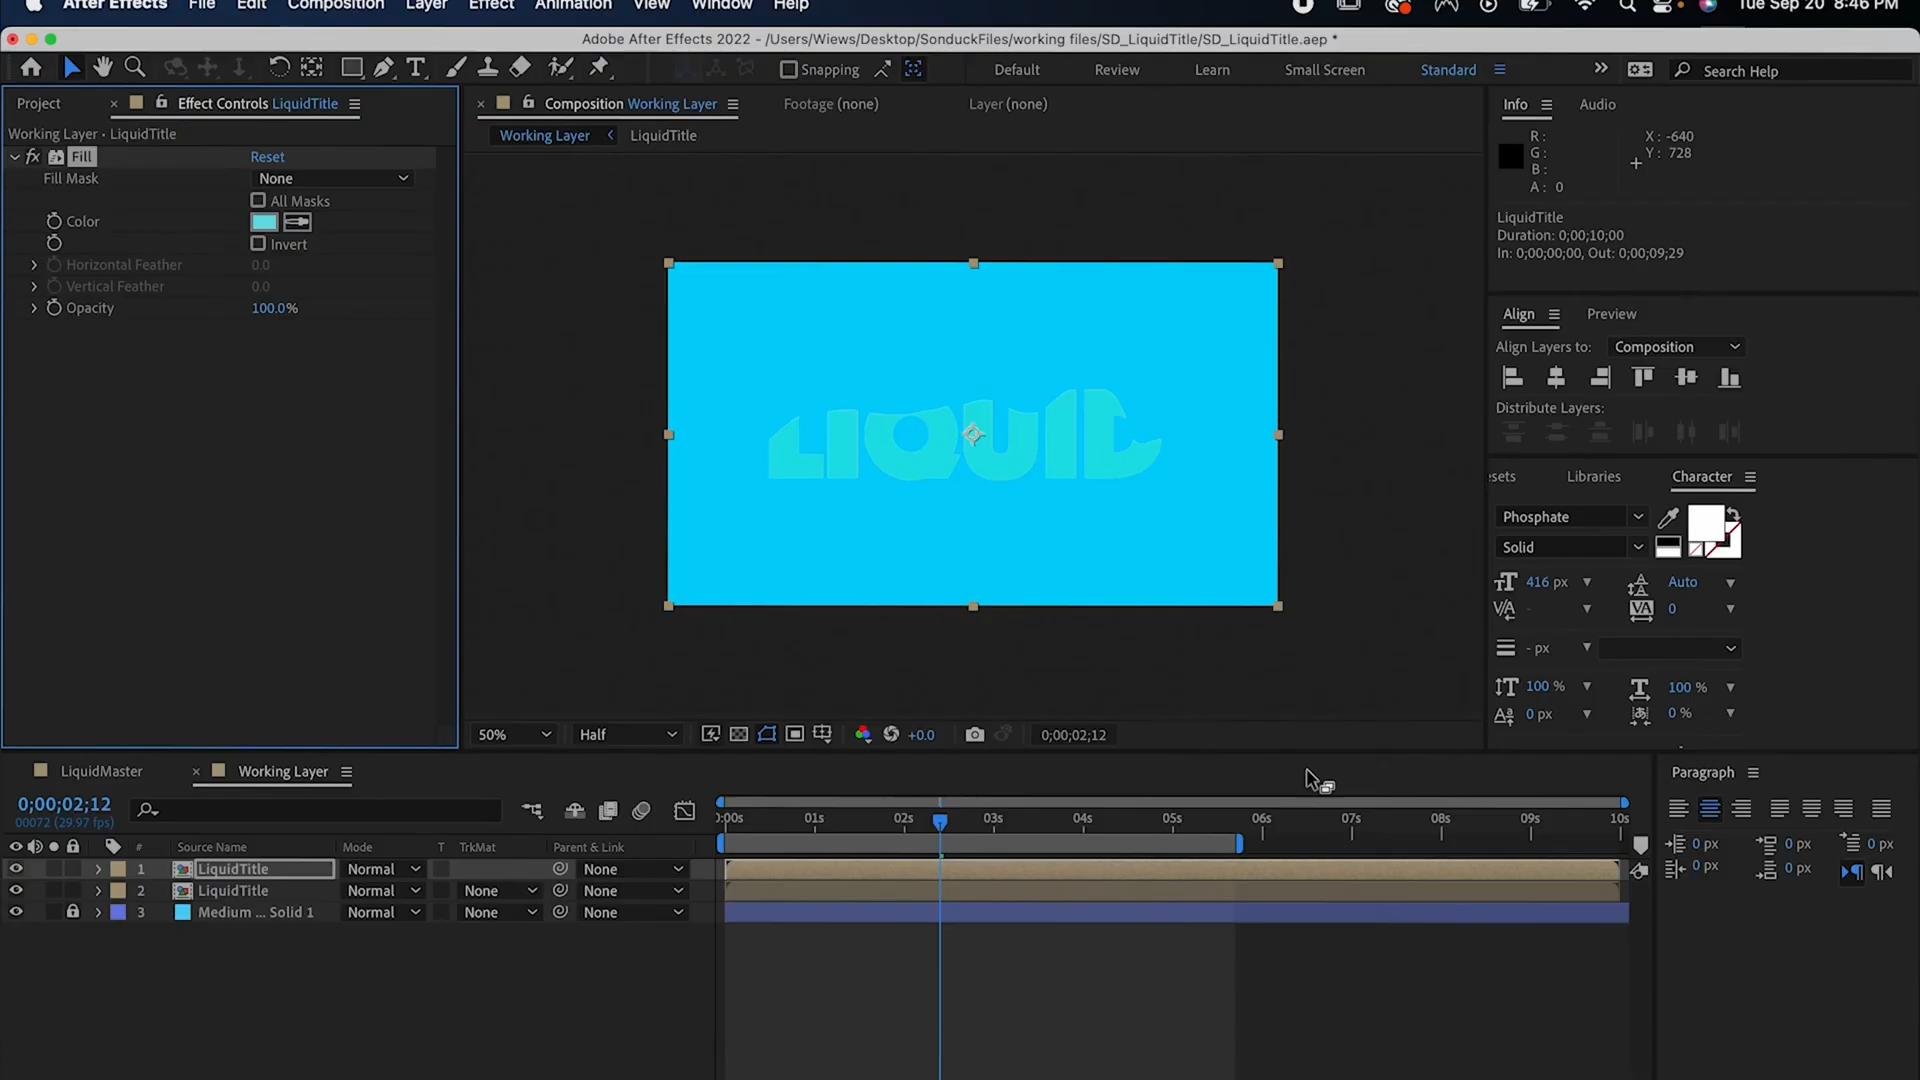 After Effects File Edit Composition Layer Effect Animation View Window Help Tue Sep 20 8:46 PM
Adobe After Effects 2022 - /Users/Wiews/Desktop/SonduckFiles/working files/SD_LiquidTitle/SD_LiquidTitle.aep *
Snapping Default Review Learn Small Screen Standard Search Help
Project Effect Controls LiquidTitle
Working Layer • LiquidTitle
fx Fill Reset
Fill Mask None
All Masks
Color
Invert
Horizontal Feather 0.0
Vertical Feather 0.0
Opacity 100.0%
Composition Working Layer Footage (none) Layer (none)
Working Layer LiquidTitle
LIQUID
50% Half +0.0 0;00;02;12
Info Audio
R: X: -640
G: Y: 728
B:
A: 0
LiquidTitle
Duration: 0;00;10;00
In: 0;00;00;00, Out: 0;00;09;29
Align Preview
Align Layers to: Composition
Distribute Layers:
esets Libraries Character
Phosphate
Solid
416 px Auto
- 0
- px
100 % 100 %
0 px 0 %
LiquidMaster Working Layer
0;00;02;12
00072 (29.97 fps)
# Source Name Mode T TrkMat Parent & Link
1 LiquidTitle Normal None
2 LiquidTitle Normal None None
3 Medium ... Solid 1 Normal None None
):00s 01s 02s 03s 04s 05s 06s 07s 08s 09s 10s
Paragraph
0 px 0 px 0 px
0 px 0 px